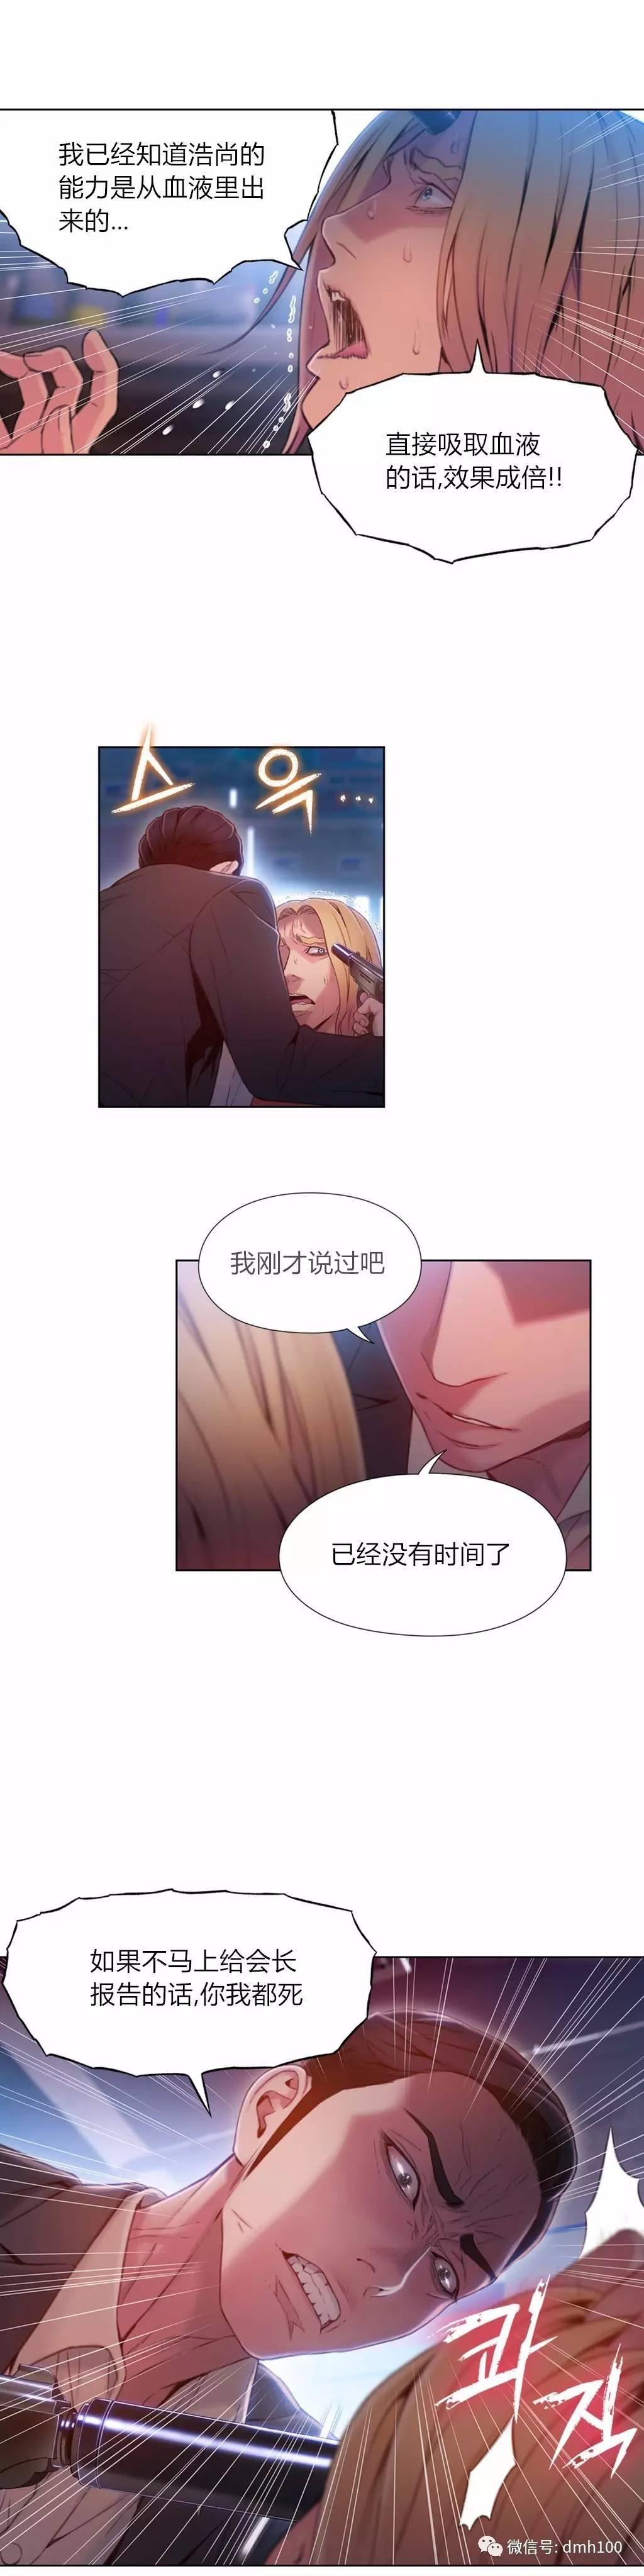 我已经知道浩尚的
能力是从血液里出
来的...
直接吸取血液
的话,效果成倍!!
스윽...
我刚才说过吧
已经没有时间了
如果不马上给会长
报告的话,你我都死
콰직
微信号: dmh100